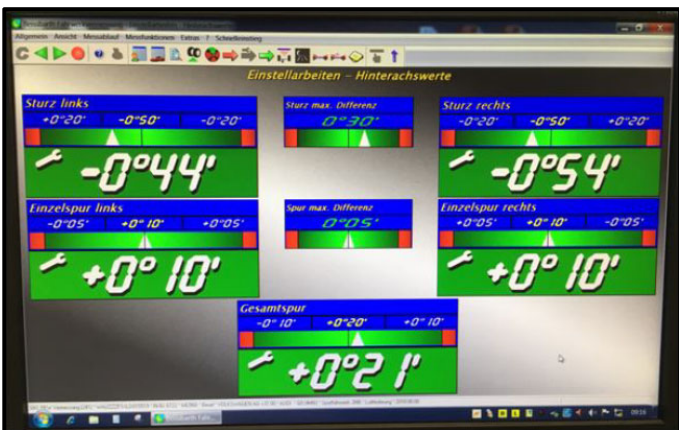 Allgemein Ansicht Messablauf Messfunktionen Extras ? Schnelleinstieg
Einstellarbeiten - Hinterachswerte
Sturz links
+0°20' -0°50' -0°20'
-0°44'
Sturz max. Differenz
0°30'
Sturz rechts
-0°20' -0°50' +0°20'
-0°54'
Einzelspur links
-0°05' +0°10' +0°05'
+0°10'
Spur max. Differenz
0°05'
Einzelspur rechts
+0°05' +0°10' -0°05'
+0°10'
Gesamtspur
-0°10' +0°20' +0°10'
+0°21'
09:16